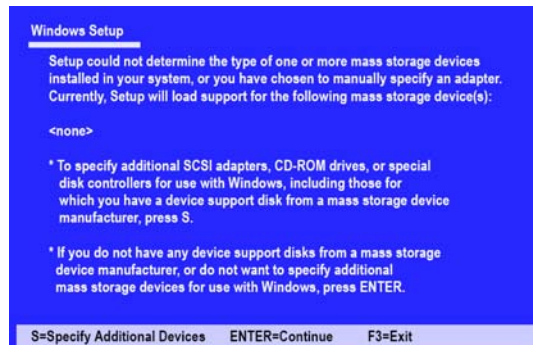 Windows Setup
Setup could not determine the type of one or more mass storage devices
installed in your system, or you have chosen to manually specify an adapter.
Currently, Setup will load support for the following mass storage device(s):
<none>
* To specify additional SCSI adapters, CD-ROM drives, or special
disk controllers for use with Windows, including those for
which you have a device support disk from a mass storage device
manufacturer, press S.
* If you do not have any device support disks from a mass storage
device manufacturer, or do not want to specify additional
mass storage devices for use with Windows, press ENTER.
S=Specify Additional Devices ENTER=Continue F3=Exit